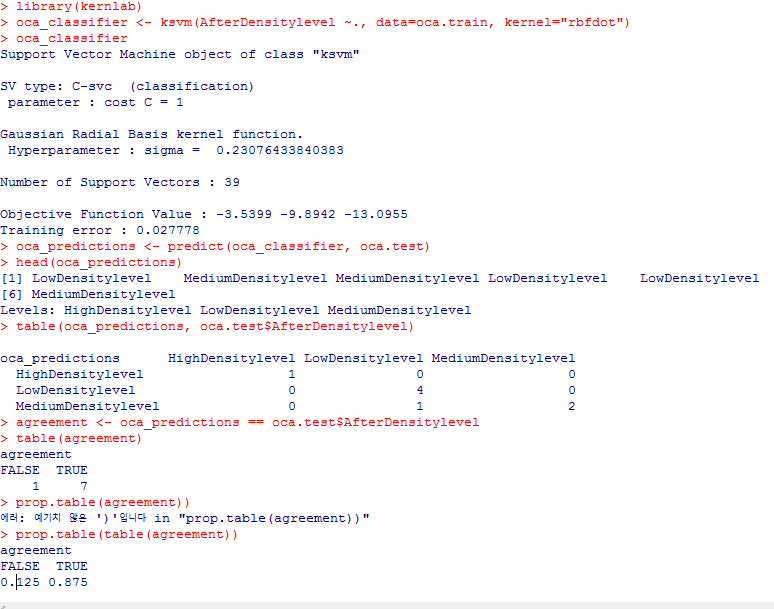 > library(kernlab)
> oca_classifier <- ksvm(AfterDensitylevel ~., data=oca.train, kernel="rbfdot")
> oca_classifier
Support Vector Machine object of class "ksvm"

SV type: C-svc  (classification)
 parameter : cost C = 1

Gaussian Radial Basis kernel function.
 Hyperparameter : sigma =  0.23076433840383

Number of Support Vectors : 39

Objective Function Value : -3.5399 -9.8942 -13.0955
Training error : 0.027778
> oca_predictions <- predict(oca_classifier, oca.test)
> head(oca_predictions)
[1] LowDensitylevel    MediumDensitylevel MediumDensitylevel LowDensitylevel    LowDensitylevel
[6] MediumDensitylevel
Levels: HighDensitylevel LowDensitylevel MediumDensitylevel
> table(oca_predictions, oca.test$AfterDensitylevel)

oca_predictions      HighDensitylevel LowDensitylevel MediumDensitylevel
  HighDensitylevel                  1               0                  0
  LowDensitylevel                   0               4                  0
  MediumDensitylevel                0               1                  2
> agreement <- oca_predictions == oca.test$AfterDensitylevel
> table(agreement)
agreement
FALSE  TRUE
    1     7
> prop.table(agreement))
에러: 예기치 않은 ')'입니다 in "prop.table(agreement))"
> prop.table(table(agreement))
agreement
FALSE  TRUE
0.125 0.875